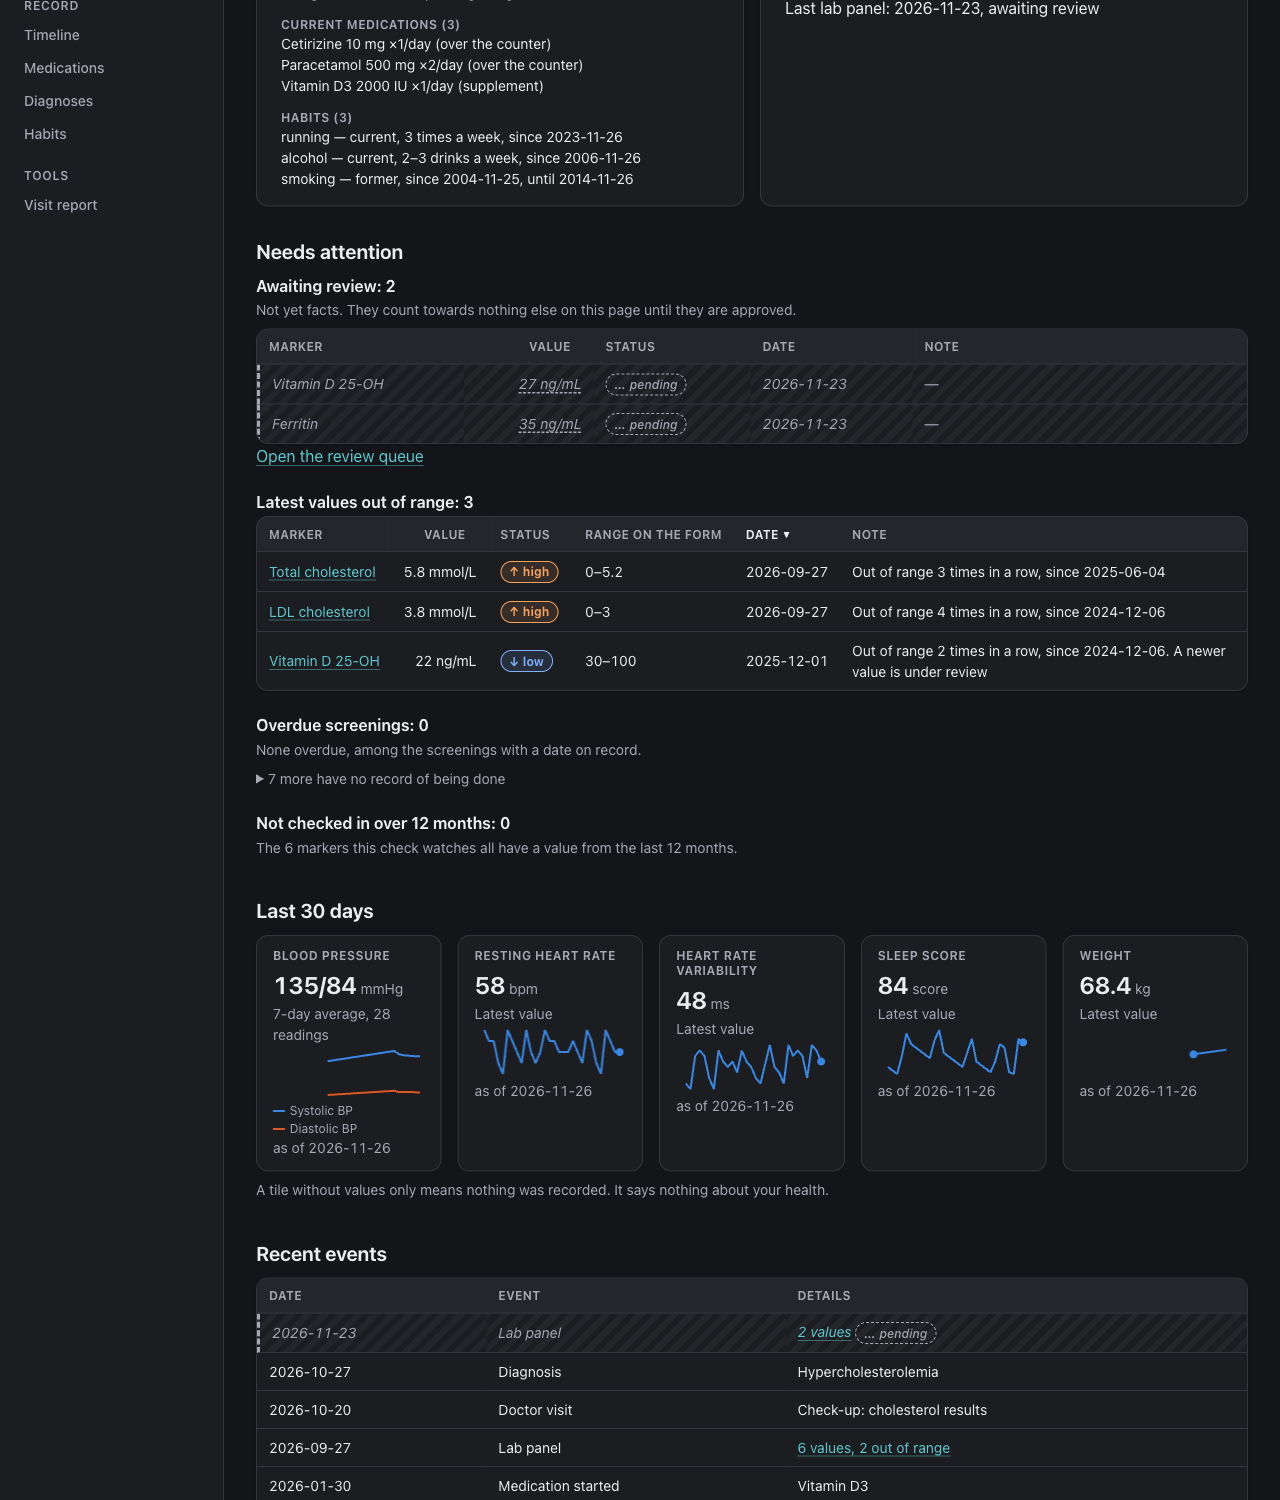 RECORD
Timeline
Medications
Diagnoses
Habits
TOOLS
Visit report
CURRENT MEDICATIONS (3)
Cetirizine 10 mg ×1/day (over the counter)
Paracetamol 500 mg ×2/day (over the counter)
Vitamin D3 2000 IU ×1/day (supplement)
HABITS (3)
running — current, 3 times a week, since 2023-11-26
alcohol — current, 2–3 drinks a week, since 2006-11-26
smoking — former, since 2004-11-25, until 2014-11-26
Last lab panel: 2026-11-23, awaiting review
Needs attention
Awaiting review: 2
Not yet facts. They count towards nothing else on this page until they are approved.
MARKER VALUE STATUS DATE NOTE
Vitamin D 25-OH 27 ng/mL ... pending 2026-11-23 —
Ferritin 35 ng/mL ... pending 2026-11-23 —
Open the review queue
Latest values out of range: 3
MARKER VALUE STATUS RANGE ON THE FORM DATE ▼ NOTE
Total cholesterol 5.8 mmol/L ↑ high 0–5.2 2026-09-27 Out of range 3 times in a row, since 2025-06-04
LDL cholesterol 3.8 mmol/L ↑ high 0–3 2026-09-27 Out of range 4 times in a row, since 2024-12-06
Vitamin D 25-OH 22 ng/mL ↓ low 30–100 2025-12-01 Out of range 2 times in a row, since 2024-12-06. A newer
value is under review
Overdue screenings: 0
None overdue, among the screenings with a date on record.
▶ 7 more have no record of being done
Not checked in over 12 months: 0
The 6 markers this check watches all have a value from the last 12 months.
Last 30 days
BLOOD PRESSURE
135/84 mmHg
7-day average, 28
readings
Systolic BP
Diastolic BP
as of 2026-11-26
RESTING HEART RATE
58 bpm
Latest value
as of 2026-11-26
HEART RATE
VARIABILITY
48 ms
Latest value
as of 2026-11-26
SLEEP SCORE
84 score
Latest value
as of 2026-11-26
WEIGHT
68.4 kg
Latest value
as of 2026-11-26
A tile without values only means nothing was recorded. It says nothing about your health.
Recent events
DATE EVENT DETAILS
2026-11-23 Lab panel 2 values ... pending
2026-10-27 Diagnosis Hypercholesterolemia
2026-10-20 Doctor visit Check-up: cholesterol results
2026-09-27 Lab panel 6 values, 2 out of range
2026-01-30 Medication started Vitamin D3